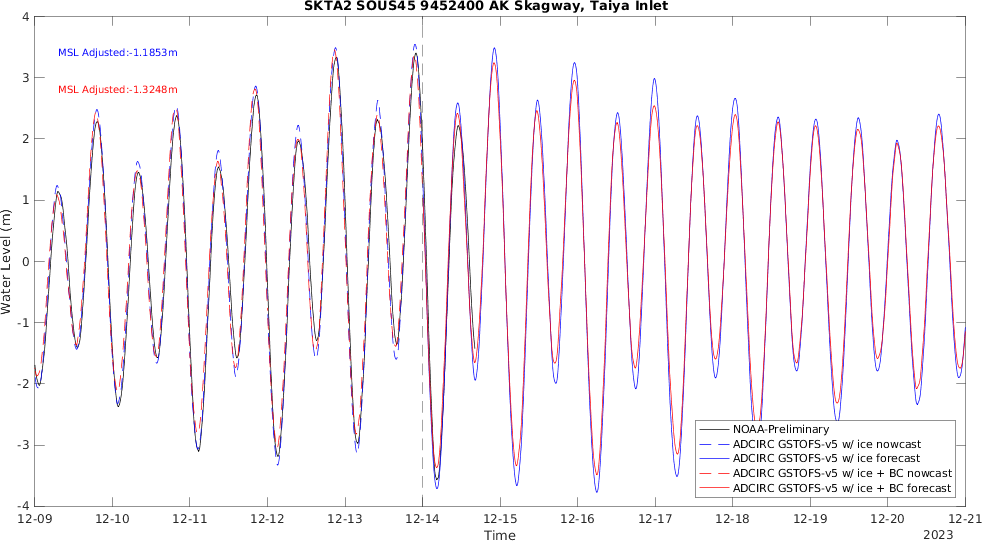 SKTA2 SOUS45 9452400 AK Skagway, Taiya Inlet
MSL Adjusted:-1.1853m
MSL Adjusted:-1.3248m
Water Level (m)
4
3
2
1
0
-1
-2
-3
-4
NOAA-Preliminary
ADCIRC GSTOFS-v5 w/ ice nowcast
ADCIRC GSTOFS-v5 w/ ice forecast
ADCIRC GSTOFS-v5 w/ ice + BC nowcast
ADCIRC GSTOFS-v5 w/ ice + BC forecast
12-09 12-10 12-11 12-12 12-13 12-14 12-15 12-16 12-17 12-18 12-19 12-20 12-21
Time
2023